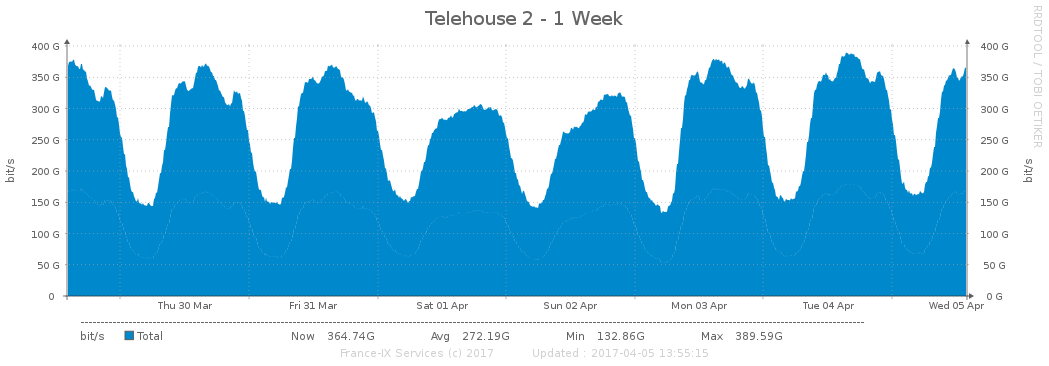 Telehouse 2 - 1 Week
RRDTOOL / TOBI OETIKER
bit/s
400 G
350 G
300 G
250 G
200 G
150 G
100 G
50 G
0
400 G
350 G
300 G
250 G
200 G
150 G
100 G
50 G
0 G
bit/s
Thu 30 Mar Fri 31 Mar Sat 01 Apr Sun 02 Apr Mon 03 Apr Tue 04 Apr Wed 05 Apr
bit/s Total Now 364.74G Avg 272.19G Min 132.86G Max 389.59G
France-IX Services (c) 2017 Updated : 2017-04-05 13:55:15